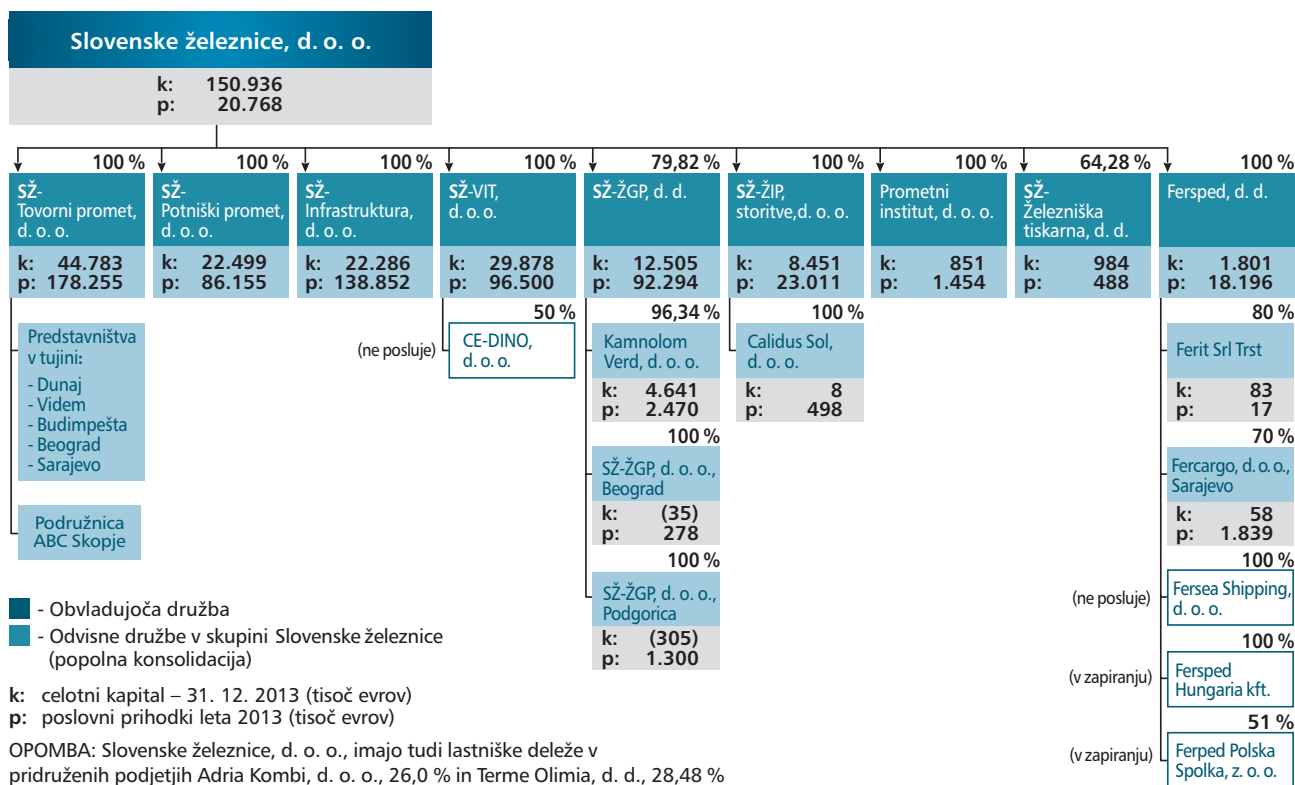 Slovenske železnice, d. o. o.
k: 150.936
p: 20.768
100 %
SŽ-
Tovorni promet,
d. o. o.
k: 44.783
p: 178.255
Predstavništva
v tujini:
- Dunaj
- Videm
- Budimpešta
- Beograd
- Sarajevo
Podružnica
ABC Skopje
100 %
SŽ-
Potniški promet,
d. o. o.
k: 22.499
p: 86.155
100 %
SŽ-
Infrastruktura,
d. o. o.
k: 22.286
p: 138.852
100 %
SŽ-VIT,
d. o. o.
k: 29.878
p: 96.500
50 %
(ne posluje)
CE-DINO,
d. o. o.
79,82 %
SŽ-ŽGP, d. d.
k: 12.505
p: 92.294
96,34 %
Kamnolom
Verd, d. o. o.
k: 4.641
p: 2.470
100 %
SŽ-ŽGP, d. o. o.,
Beograd
k: (35)
p: 278
100 %
SŽ-ŽGP, d. o. o.,
Podgorica
k: (305)
p: 1.300
100 %
SŽ-ŽIP,
storitve,d. o. o.
k: 8.451
p: 23.011
100 %
Calidus Sol,
d. o. o.
k: 8
p: 498
100 %
Prometni
institut, d. o. o.
k: 851
p: 1.454
64,28 %
SŽ-
Železniška
tiskarna, d. d.
k: 984
p: 488
100 %
Fersped, d. d.
k: 1.801
p: 18.196
80 %
Ferit Srl Trst
k: 83
p: 17
70 %
Fercargo, d. o. o.,
Sarajevo
k: 58
p: 1.839
100 %
(ne posluje)
Fersea Shipping,
d. o. o.
100 %
(v zapiranju)
Fersped
Hungaria kft.
51 %
(v zapiranju)
Ferped Polska
Spolka, z. o. o.
- Obvladujoča družba
- Odvisne družbe v skupini Slovenske železnice
(popolna konsolidacija)
k: celotni kapital – 31. 12. 2013 (tisoč evrov)
p: poslovni prihodki leta 2013 (tisoč evrov)
OPOMBA: Slovenske železnice, d. o. o., imajo tudi lastniške deleže v
pridruženih podjetjih Adria Kombi, d. o. o., 26,0 % in Terme Olimia, d. d., 28,48 %